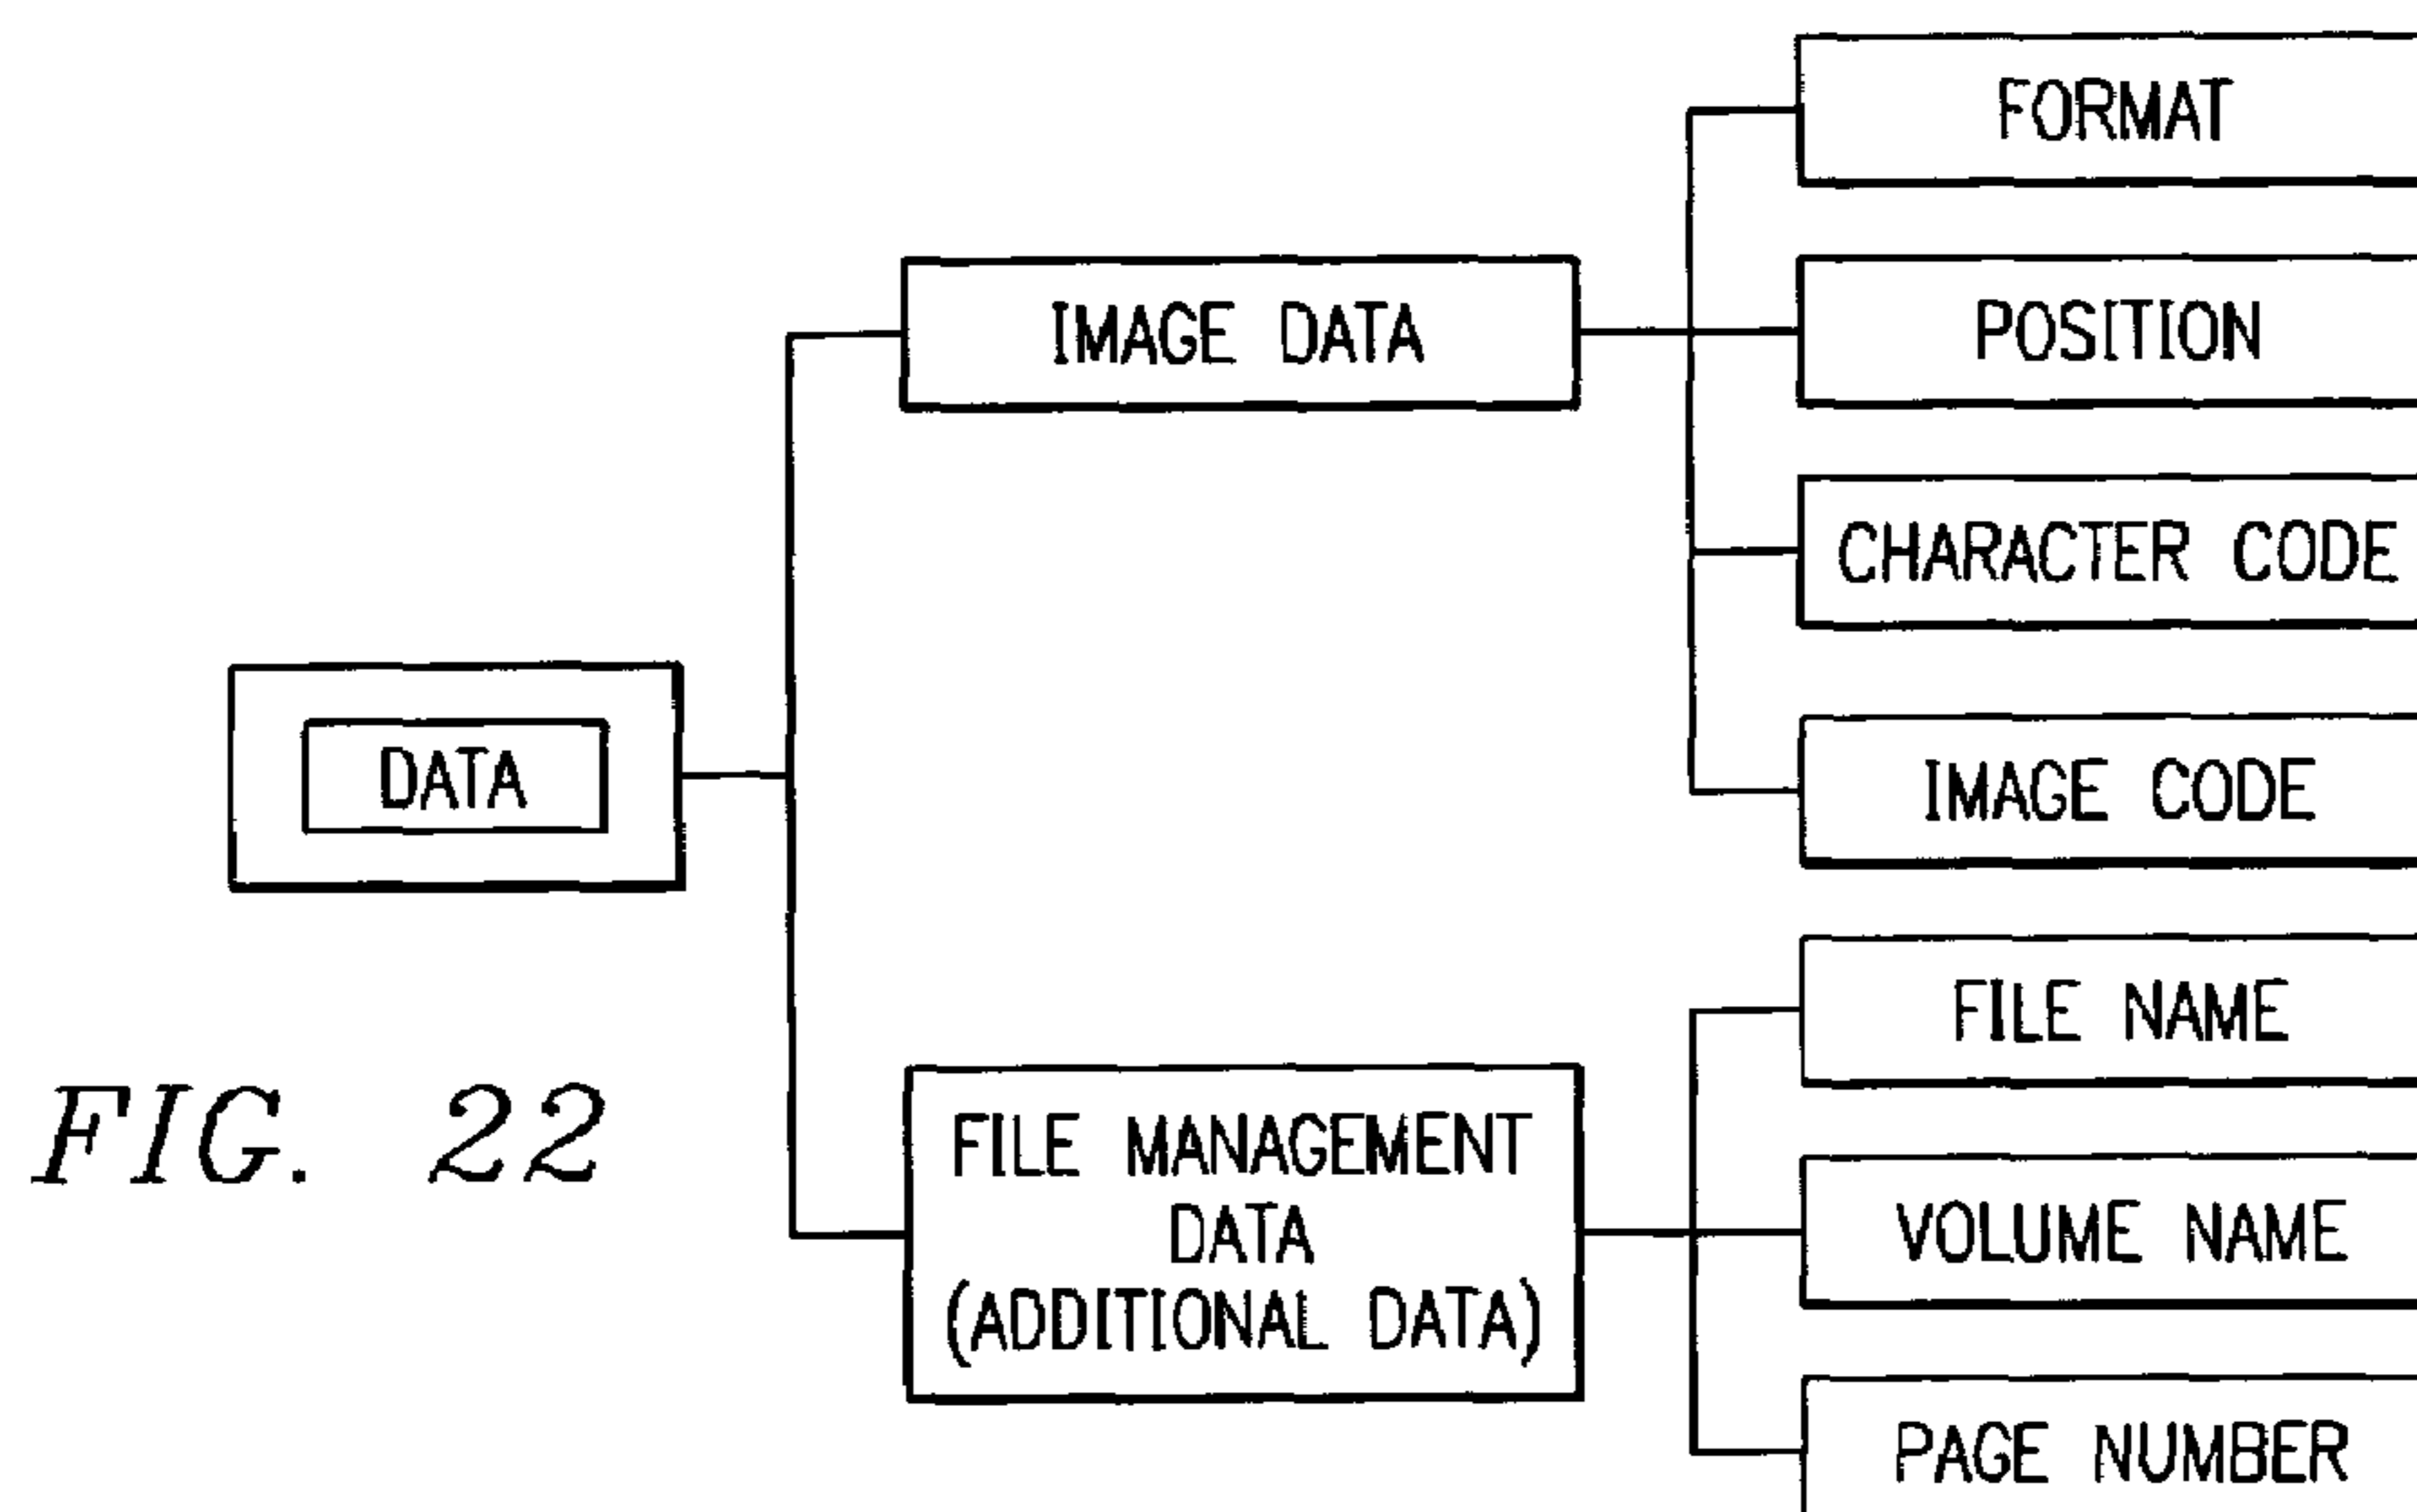 FORMAT
IMAGE DATA
POSITION
CHARACTER CODE
DATA
IMAGE CODE
FILE NAME
FIG. 22
FILE MANAGEMENT
DATA
(ADDITIONAL DATA)
VOLUME NAME
PAGE NUMBER